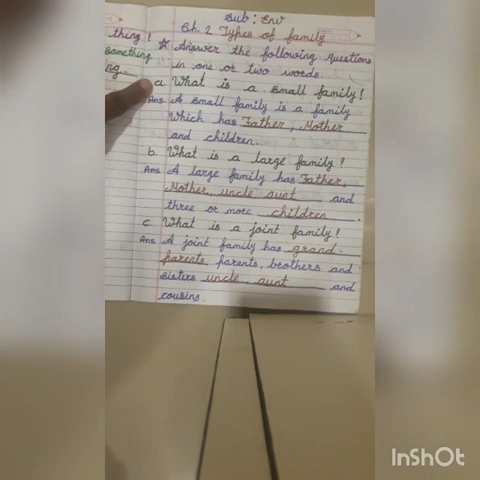 Sub : Env
Ch. 2 Types of family
thing !
☆ Answer the following questions
Something
in one or two words.
ing..
a. What is a small family?
Ans A small family is a family
Which has Father, Mother
and children.
b. What is a large family?
Ans A large family has Father,
Mother, uncle, aunt and
three or more children.
c. What is a joint family?
Ans A joint family has grand-
parents, parents, brothers and
sisters uncle, aunt and
cousins.
InShOt